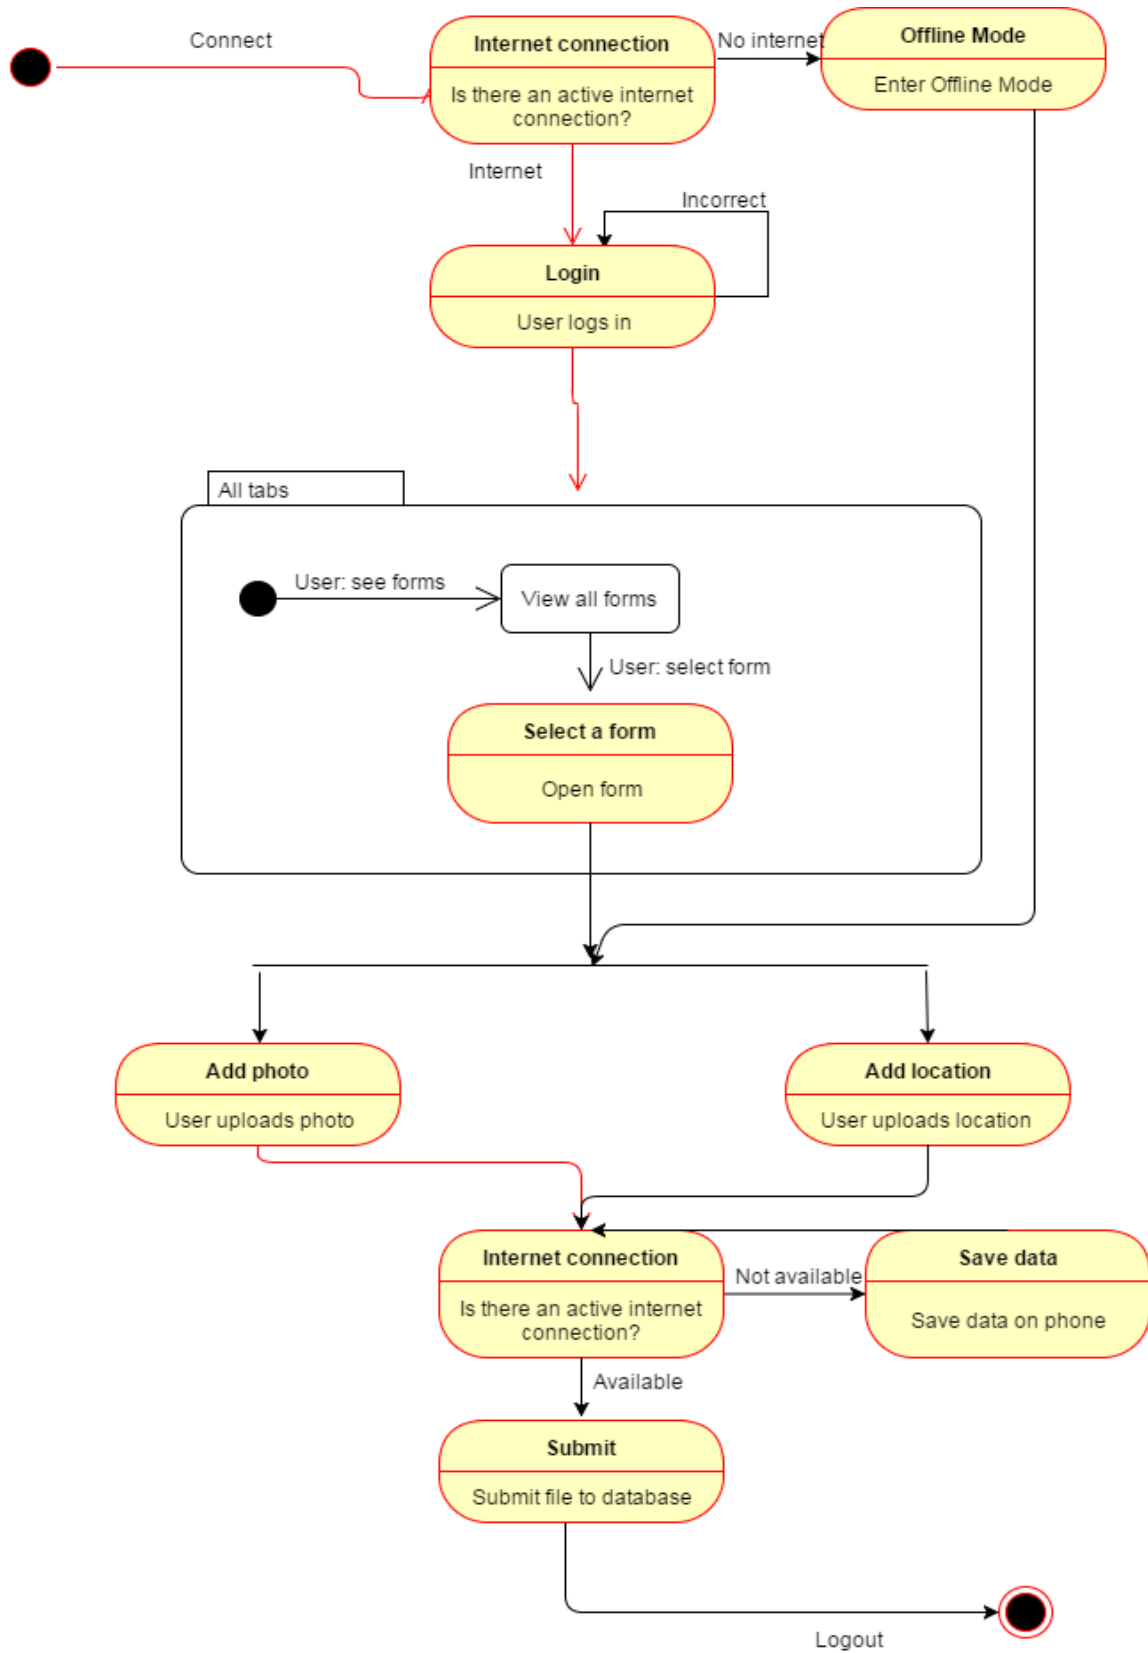 Connect
Internet connection
No internet
Offline Mode
Is there an active internet
connection?
Enter Offline Mode
Internet
Incorrect
Login
User logs in
All tabs
User: see forms
View all forms
User: select form
Select a form
Open form
Add photo
User uploads photo
Add location
User uploads location
Internet connection
Is there an active internet
connection?
Not available
Save data
Save data on phone
Available
Submit
Submit file to database
Logout